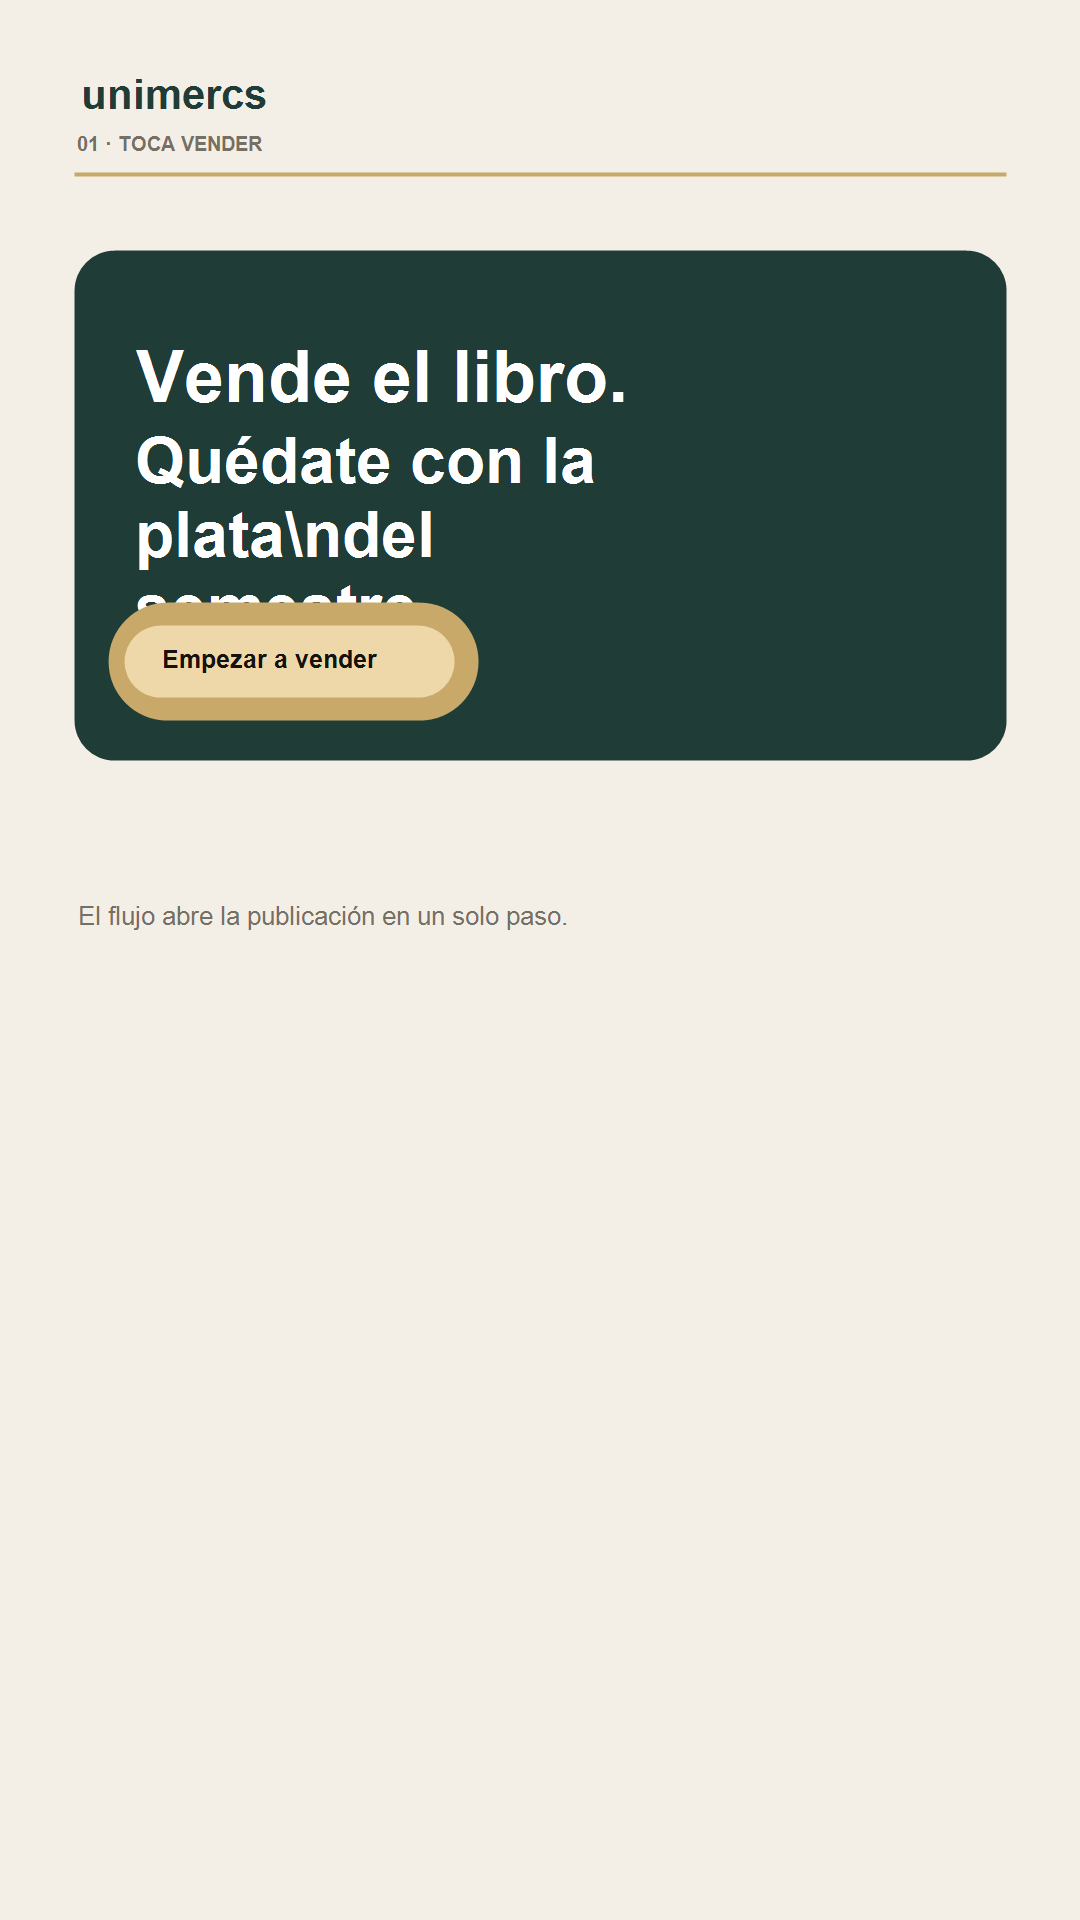 unimercs
01 · TOCA VENDER
Vende el libro.
Quédate con la
plata\ndel
semestre
Empezar a vender
El flujo abre la publicación en un solo paso.